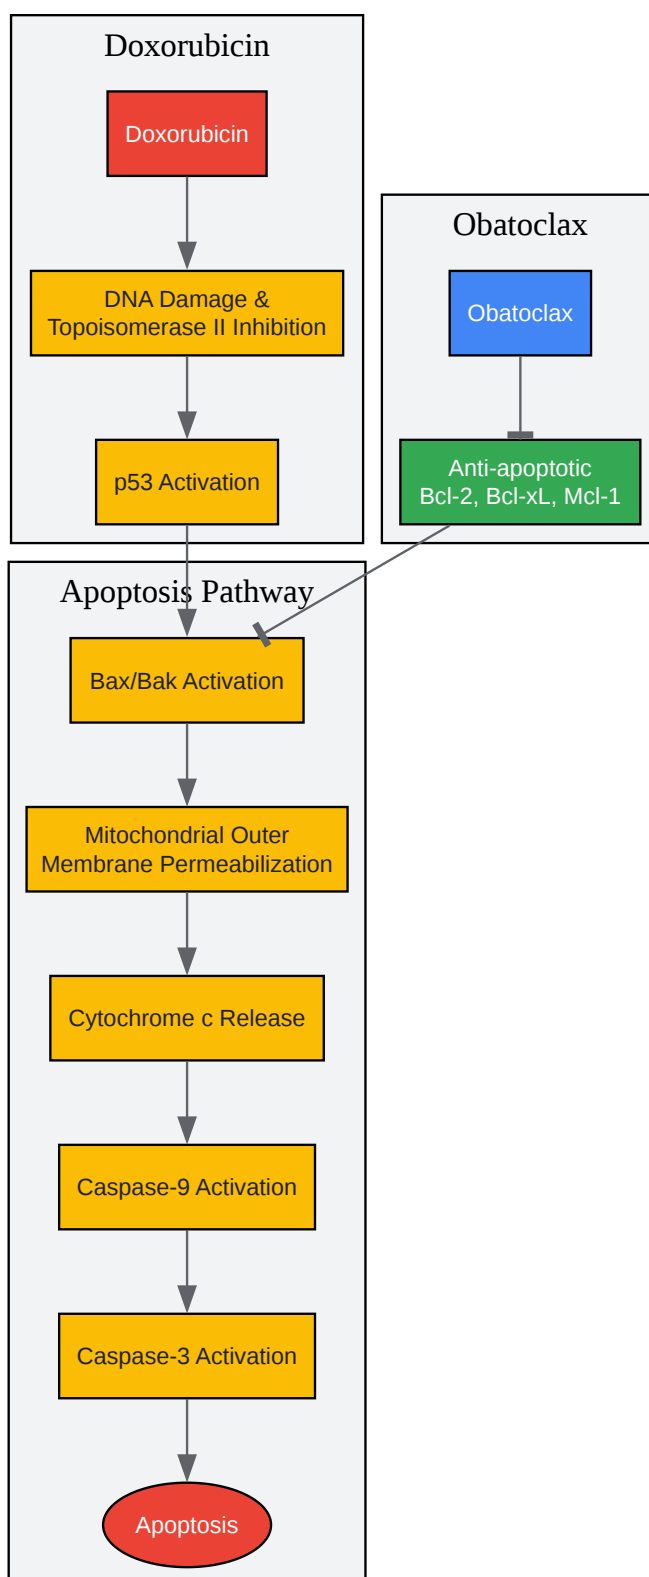 Doxorubicin
Doxorubicin
DNA Damage &
Topoisomerase II Inhibition
p53 Activation
Obatoclax
Obatoclax
Anti-apoptotic
Bcl-2, Bcl-xL, Mcl-1
Apoptosis Pathway
Bax/Bak Activation
Mitochondrial Outer
Membrane Permeabilization
Cytochrome c Release
Caspase-9 Activation
Caspase-3 Activation
Apoptosis